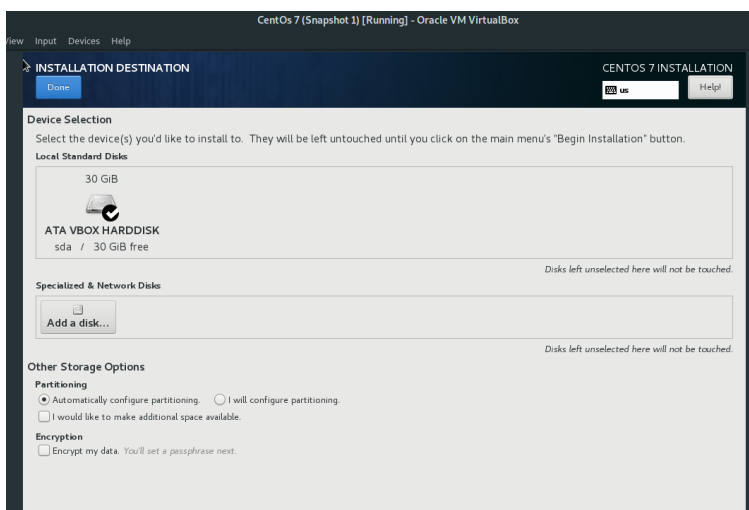 CentOs 7 (Snapshot 1) [Running] - Oracle VM VirtualBox
View Input Devices Help
INSTALLATION DESTINATION
CENTOS 7 INSTALLATION
Done
us
Help!
Device Selection
Select the device(s) you'd like to install to. They will be left untouched until you click on the main menu's "Begin Installation" button.
Local Standard Disks
30 GiB
ATA VBOX HARDDISK
sda / 30 GiB free
Disks left unselected here will not be touched.
Specialized & Network Disks
Add a disk...
Disks left unselected here will not be touched.
Other Storage Options
Partitioning
Automatically configure partitioning. I will configure partitioning.
I would like to make additional space available.
Encryption
Encrypt my data. You'll set a passphrase next.